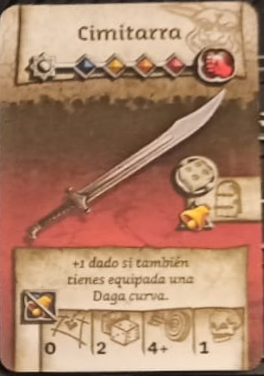 Cimitarra
+1 dado si también
tienes equipada una
Daga curva.
0 2 4+ 1